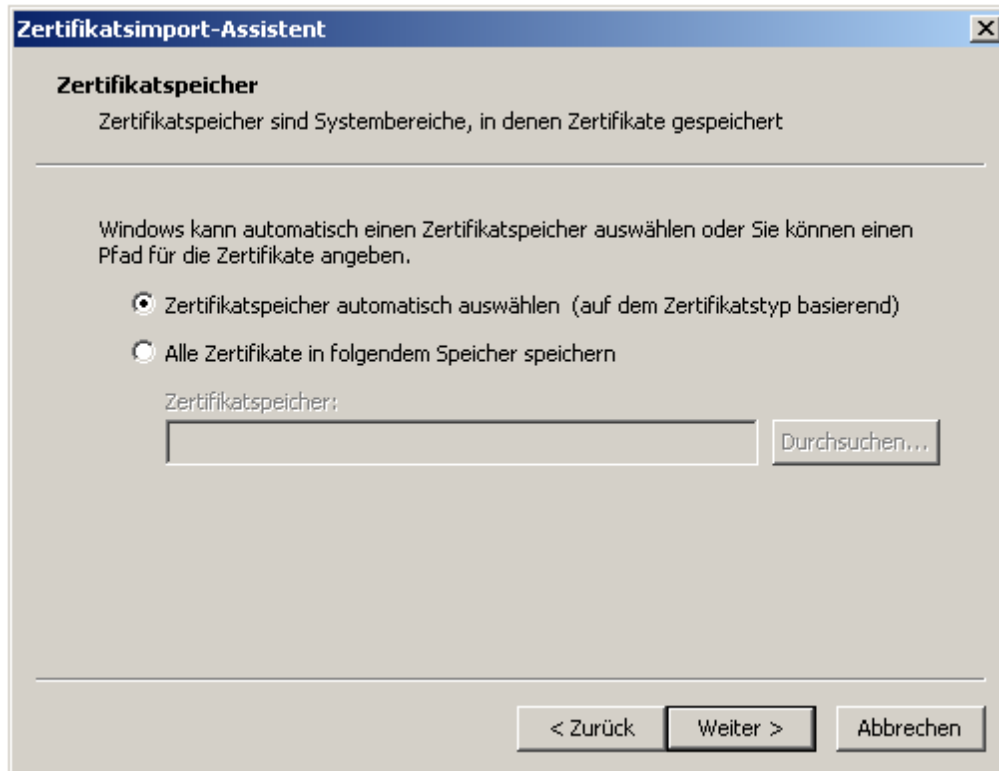 Zertifikatsimport-Assistent
Zertifikatspeicher
Zertifikatspeicher sind Systembereiche, in denen Zertifikate gespeichert
Windows kann automatisch einen Zertifikatspeicher auswählen oder Sie können einen
Pfad für die Zertifikate angeben.
Zertifikatspeicher automatisch auswählen (auf dem Zertifikatstyp basierend)
Alle Zertifikate in folgendem Speicher speichern
Zertifikatspeicher:
Durchsuchen...
< Zurück Weiter > Abbrechen